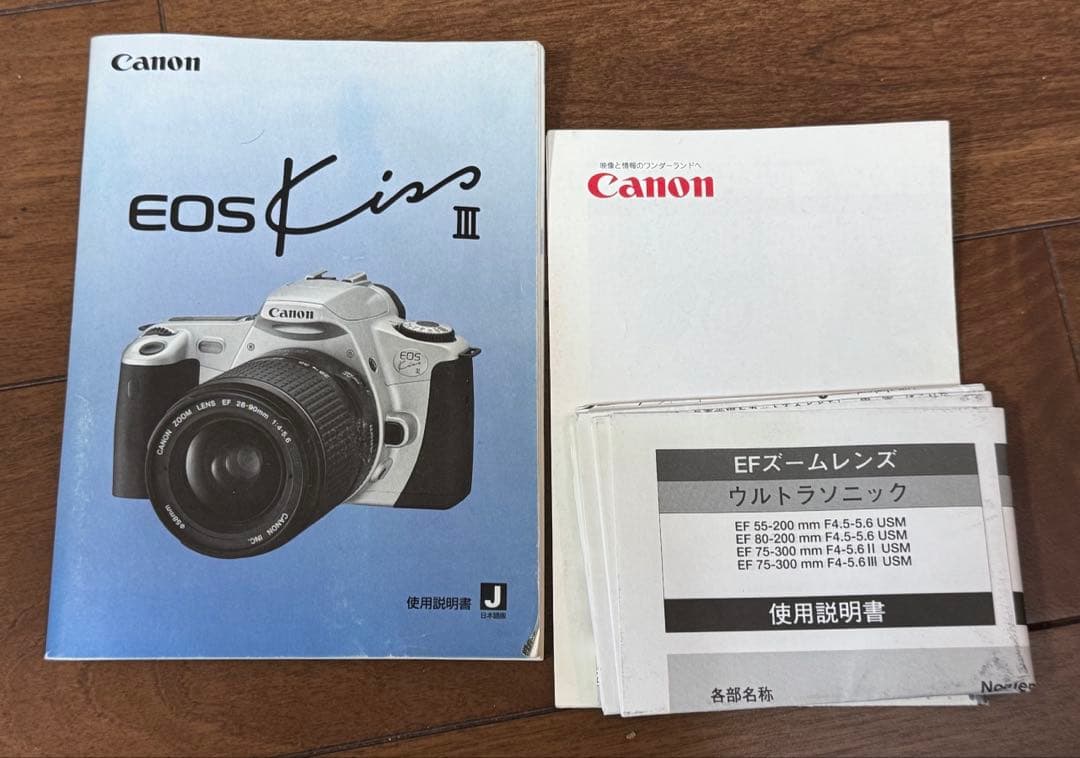 Canon
EOS Kiss III
Canon
EOS
Kiss
CANON ZOOM LENS EF 28-90mm 1:4-5.6
CANON INC.
φ58mm
使用説明書 J
日本語版
映像と情報のワンダーランドへ
Canon
EFズームレンズ
ウルトラソニック
EF 55-200 mm F4.5-5.6 USM
EF 80-200 mm F4.5-5.6 USM
EF 75-300 mm F4-5.6 II USM
EF 75-300 mm F4-5.6 III USM
使用説明書
各部名称